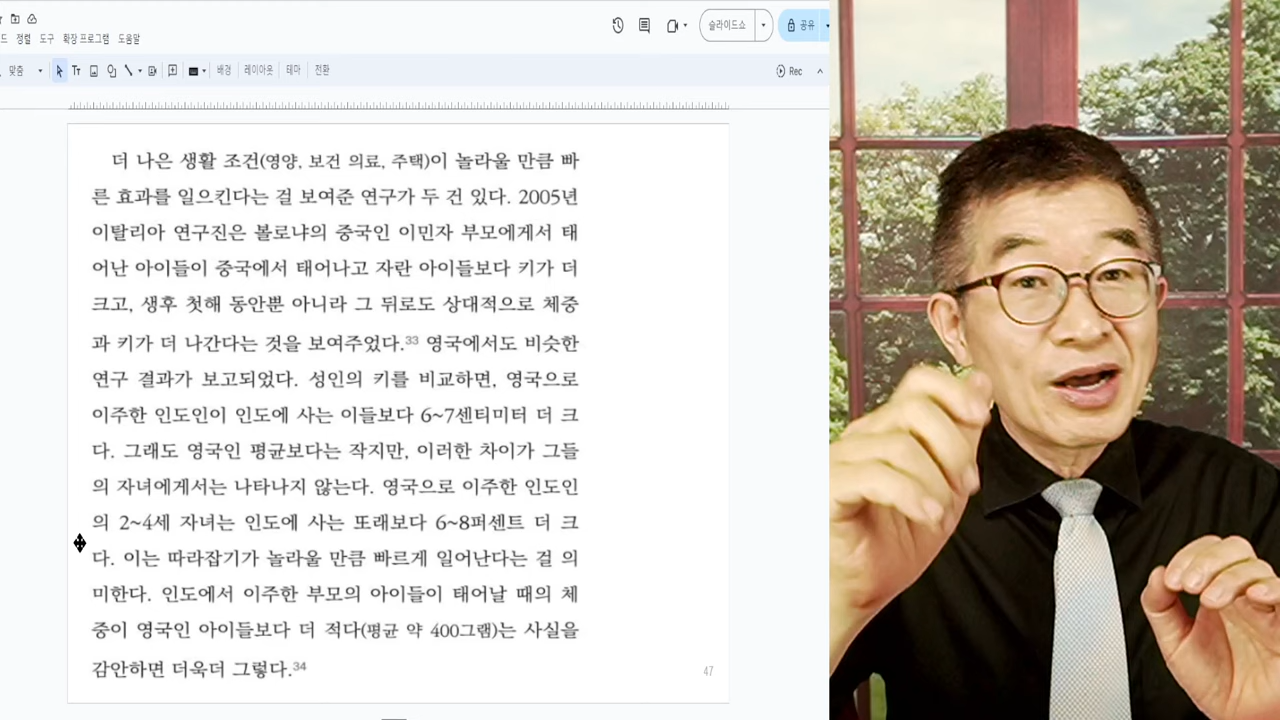 드 정렬 도구 확장 프로그램 도움말
슬라이드쇼
공유
맞춤
Tт
배경 레이아웃 테마 전환
Rec
더 나은 생활 조건(영양, 보건 의료, 주택)이 놀라울 만큼 빠
른 효과를 일으킨다는 걸 보여준 연구가 두 건 있다. 2005년
이탈리아 연구진은 볼로냐의 중국인 이민자 부모에게서 태
어난 아이들이 중국에서 태어나고 자란 아이들보다 키가 더
크고, 생후 첫해 동안뿐 아니라 그 뒤로도 상대적으로 체중
과 키가 더 나간다는 것을 보여주었다.33 영국에서도 비슷한
연구 결과가 보고되었다. 성인의 키를 비교하면, 영국으로
이주한 인도인이 인도에 사는 이들보다 6~7센티미터 더 크
다. 그래도 영국인 평균보다는 작지만, 이러한 차이가 그들
의 자녀에게서는 나타나지 않는다. 영국으로 이주한 인도인
의 2~4세 자녀는 인도에 사는 또래보다 6~8퍼센트 더 크
다. 이는 따라잡기가 놀라울 만큼 빠르게 일어난다는 걸 의
미한다. 인도에서 이주한 부모의 아이들이 태어날 때의 체
중이 영국인 아이들보다 더 적다(평균 약 400그램)는 사실을
감안하면 더욱더 그렇다.34
47